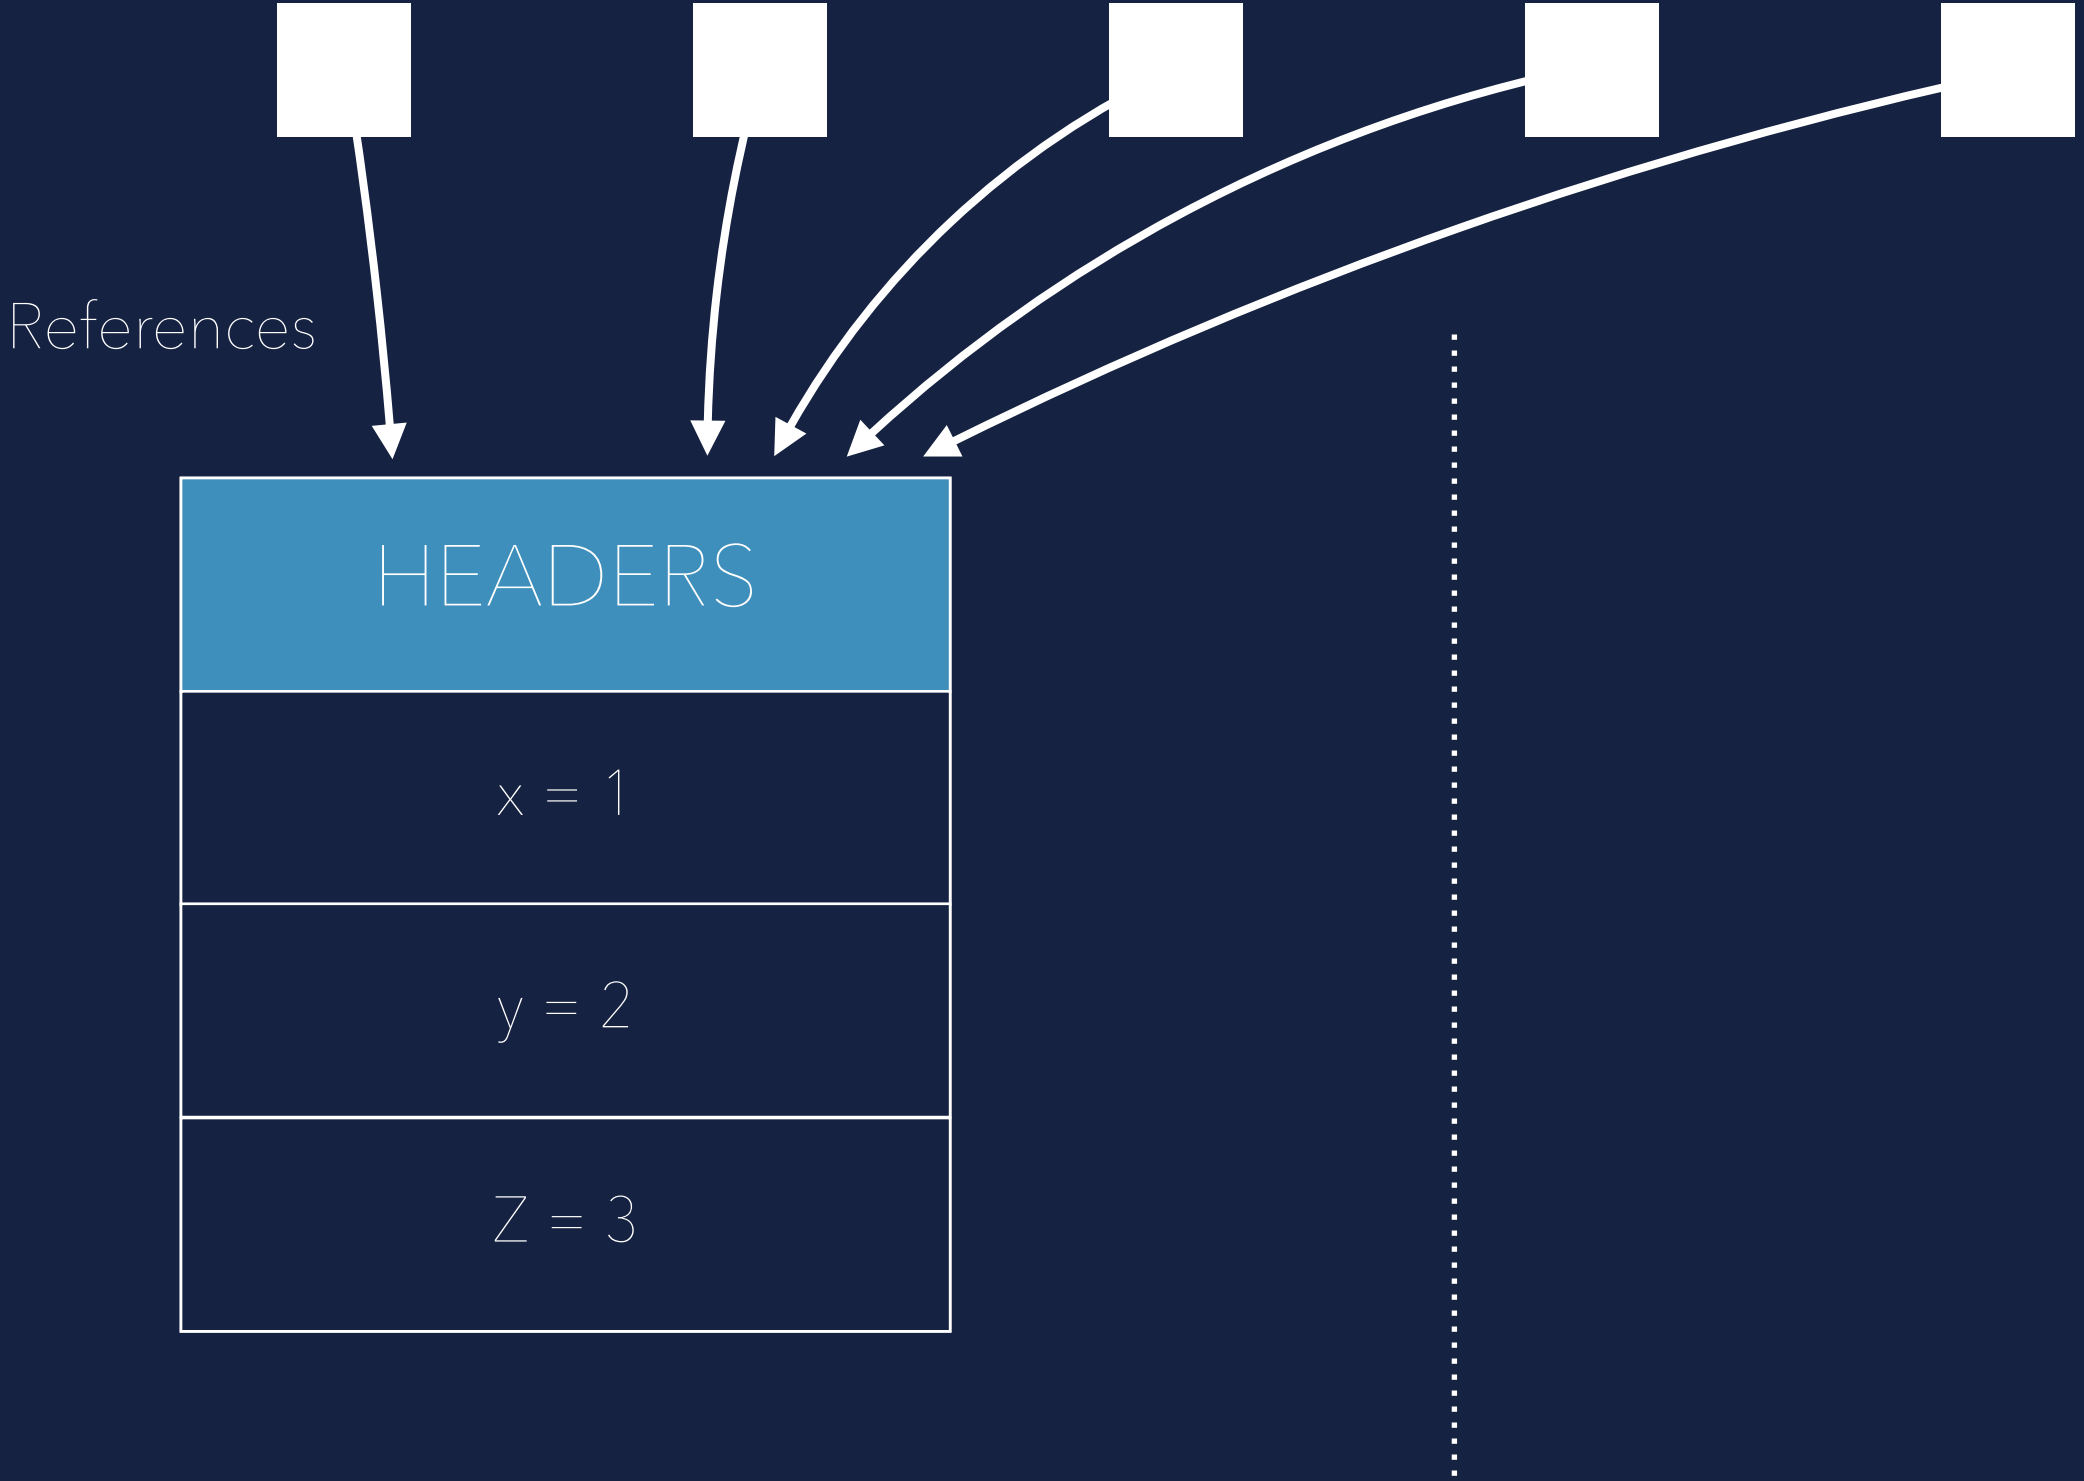 References
HEADERS
x = 1
y = 2
Z = 3